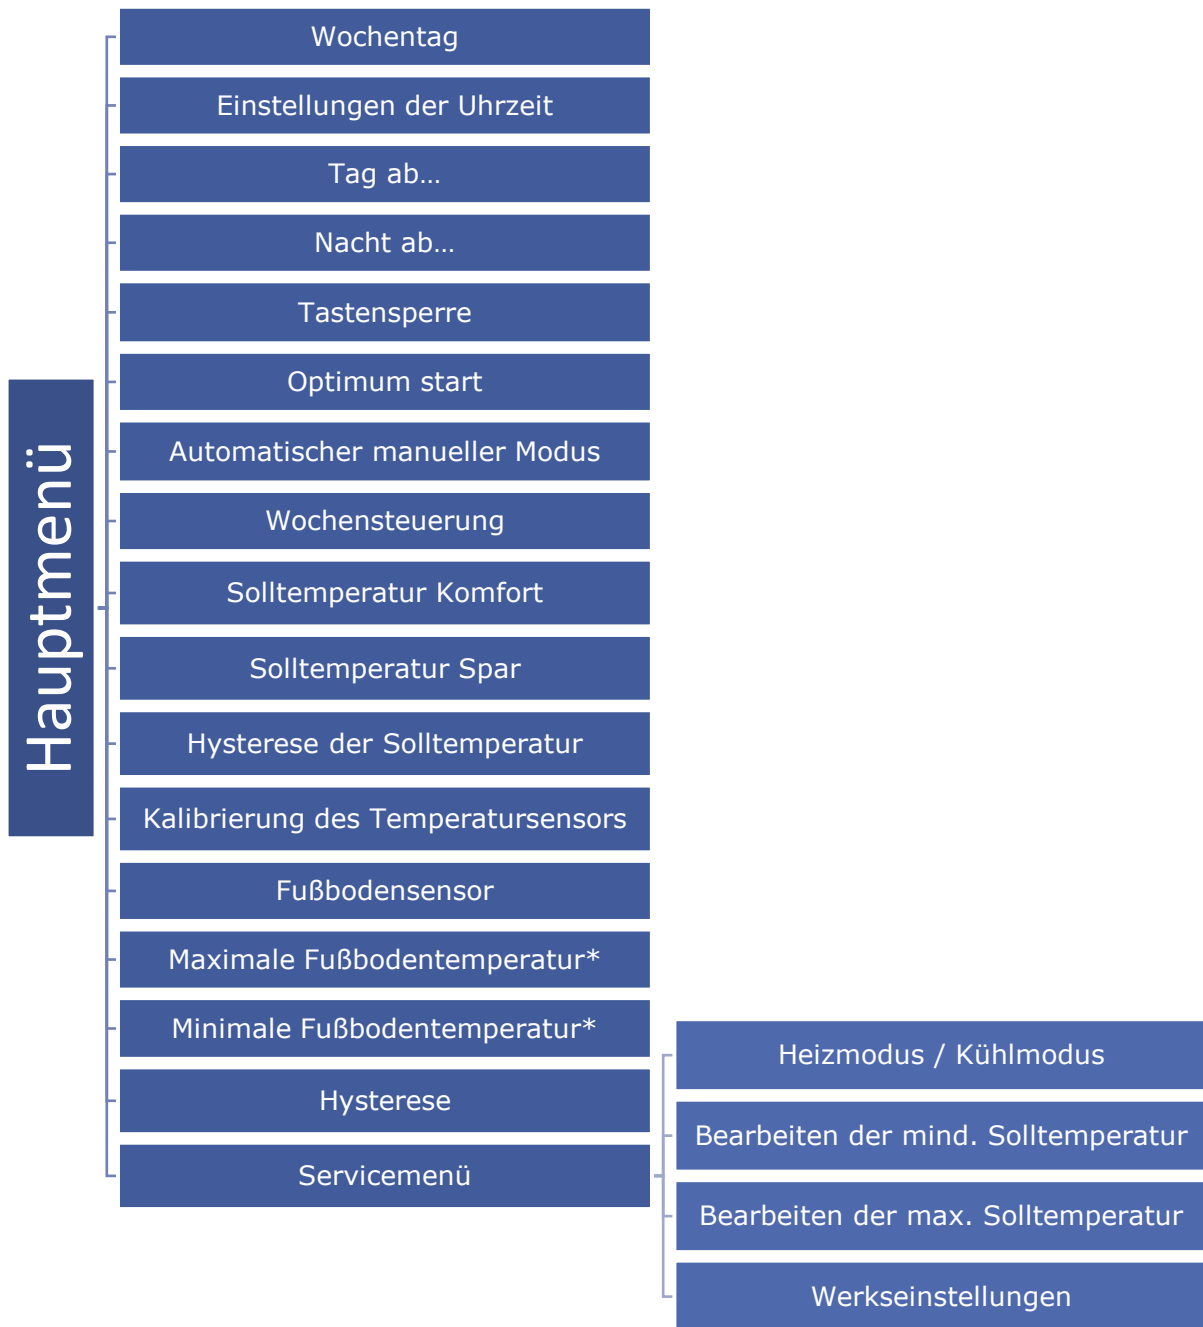 Hauptmenü
Wochentag
Einstellungen der Uhrzeit
Tag ab…
Nacht ab…
Tastensperre
Optimum start
Automatischer manueller Modus
Wochensteuerung
Solltemperatur Komfort
Solltemperatur Spar
Hysterese der Solltemperatur
Kalibrierung des Temperatursensors
Fußbodensensor
Maximale Fußbodentemperatur*
Minimale Fußbodentemperatur*
Hysterese
Servicemenü
Heizmodus / Kühlmodus
Bearbeiten der mind. Solltemperatur
Bearbeiten der max. Solltemperatur
Werkseinstellungen